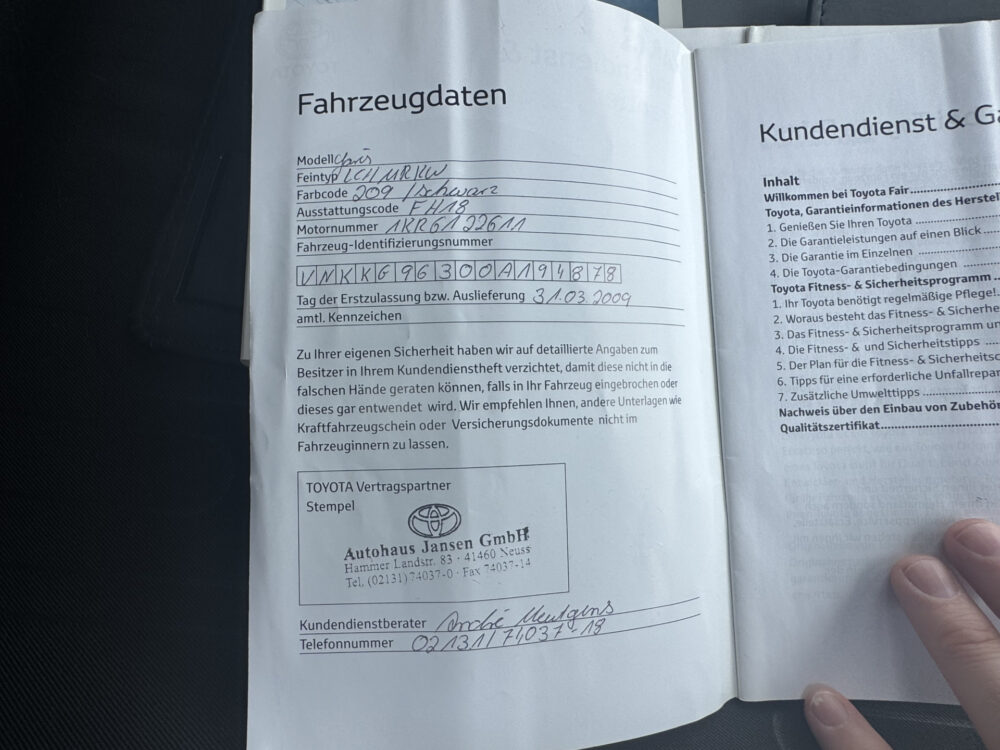 Fahrzeugdaten
Modell Yaris
Feintyp LCHMRKW
Farbcode 209 / schwarz
Ausstattungscode FH18
Motornummer 1KR6122611
Fahrzeug-Identifizierungsnummer
VNKKG96300A194878
Tag der Erstzulassung bzw. Auslieferung 31.03.2009
amtl. Kennzeichen
Zu Ihrer eigenen Sicherheit haben wir auf detaillierte Angaben zum
Besitzer in Ihrem Kundendienstheft verzichtet, damit diese nicht in die
falschen Hände geraten können, falls in Ihr Fahrzeug eingebrochen oder
dieses gar entwendet wird. Wir empfehlen Ihnen, andere Unterlagen wie
Kraftfahrzeugschein oder Versicherungsdokumente nicht im
Fahrzeuginnern zu lassen.
TOYOTA Vertragspartner
Stempel
Autohaus Jansen GmbH
Hammer Landstr. 83 · 41460 Neuss
Tel. (02131) 74037-0 · Fax 74037-14
Kundendienstberater André Mentgens
Telefonnummer 02131/74037-18
Kundendienst & Ga
Inhalt
Willkommen bei Toyota Fair
Toyota, Garantieinformationen des Herstell
1. Genießen Sie Ihren Toyota
2. Die Garantieleistungen auf einen Blick
3. Die Garantie im Einzelnen
4. Die Toyota-Garantiebedingungen
Toyota Fitness- & Sicherheitsprogramm
1. Ihr Toyota benötigt regelmäßige Pflege!
2. Woraus besteht das Fitness- & Sicherhe
3. Das Fitness- & Sicherheitsprogramm un
4. Die Fitness- & und Sicherheitstipps
5. Der Plan für die Fitness- & Sicherheitsc
6. Tipps für eine erforderliche Unfallrepar
7. Zusätzliche Umwelttipps
Nachweis über den Einbau von Zubehör
Qualitätszertifikat